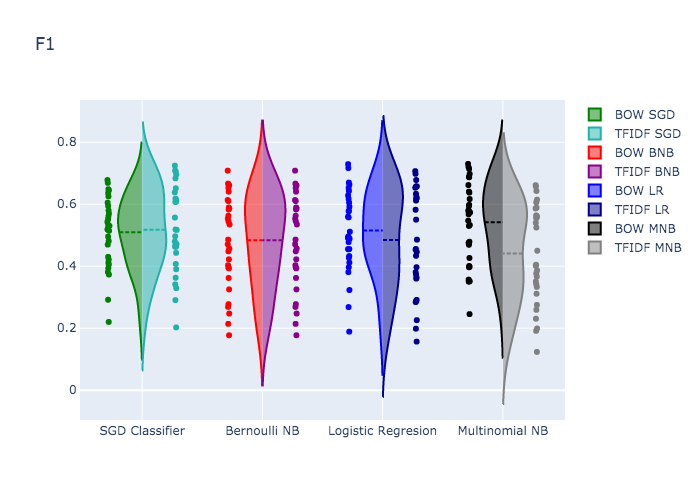 F1
0.8
0.6
0.4
0.2
0
SGD Classifier
Bernoulli NB
Logistic Regresion
Multinomial NB
BOW SGD
TFIDF SGD
BOW BNB
TFIDF BNB
BOW LR
TFIDF LR
BOW MNB
TFIDF MNB